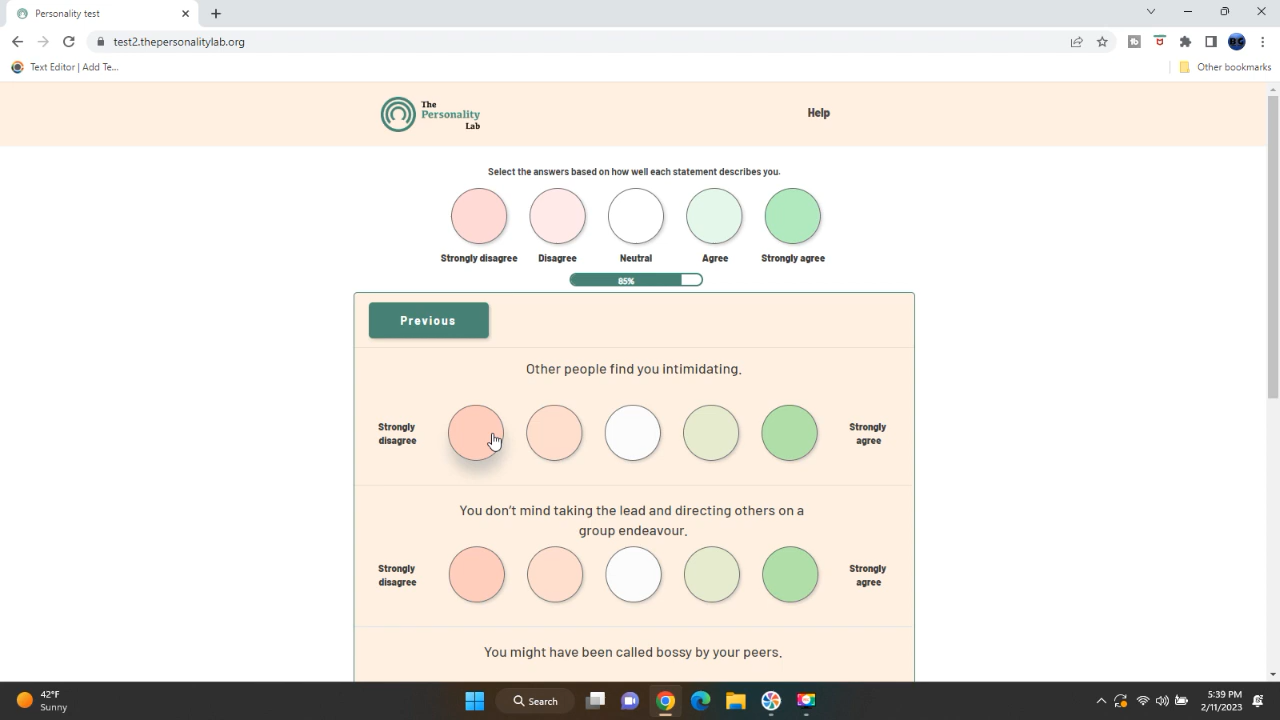 Personality test
test2.thepersonalitylab.org
Text Editor | Add Te...
Other bookmarks
The
Personality
Lab
Help
Select the answers based on how well each statement describes you.
Strongly disagree Disagree Neutral Agree Strongly agree
85%
Previous
Other people find you intimidating.
Strongly
disagree
Strongly
agree
You don't mind taking the lead and directing others on a
group endeavour.
Strongly
disagree
Strongly
agree
You might have been called bossy by your peers.
42°F
Sunny
Search
5:39 PM
2/11/2023